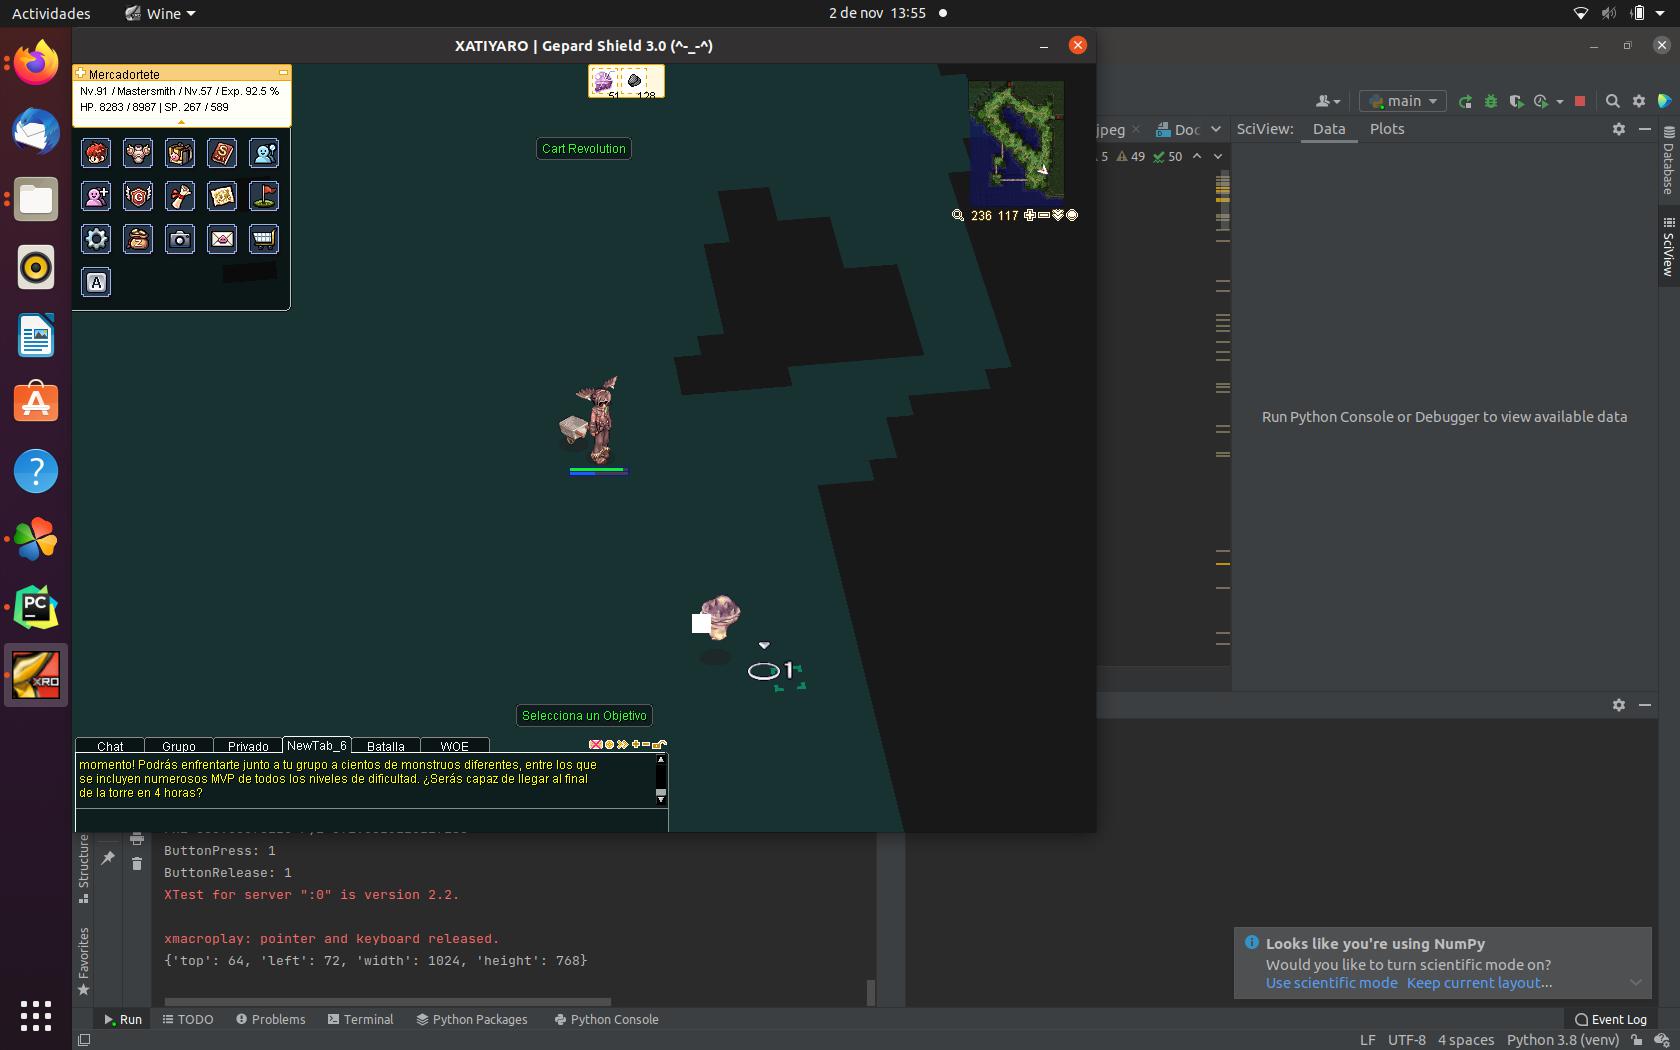 Actividades
Wine
2 de nov 13:55
XATIYARO | Gepard Shield 3.0 (^-_-^)
Mercadortete
Nv.91 / Mastersmith / Nv.57 / Exp. 92.5 %
HP. 8283 / 8987 | SP. 267 / 589
51
128
Cart Revolution
236 117
A
main
jpeg
Doc
SciView:
Data
Plots
5
49
50
Database
SciView
Run Python Console or Debugger to view available data
PC
XRO
1
Selecciona un Objetivo
Chat
Grupo
Privado
NewTab_6
Batalla
WOE
momento! Podrás enfrentarte junto a tu grupo a cientos de monstruos diferentes, entre los que
se incluyen numerosos MVP de todos los niveles de dificultad. ¿Serás capaz de llegar al final
de la torre en 4 horas?
Structure
Favorites
ButtonPress: 1
ButtonRelease: 1
XTest for server ":0" is version 2.2.
xmacroplay: pointer and keyboard released.
{'top': 64, 'left': 72, 'width': 1024, 'height': 768}
Looks like you're using NumPy
Would you like to turn scientific mode on?
Use scientific mode Keep current layout...
Run
TODO
Problems
Terminal
Python Packages
Python Console
Event Log
LF UTF-8 4 spaces Python 3.8 (venv)